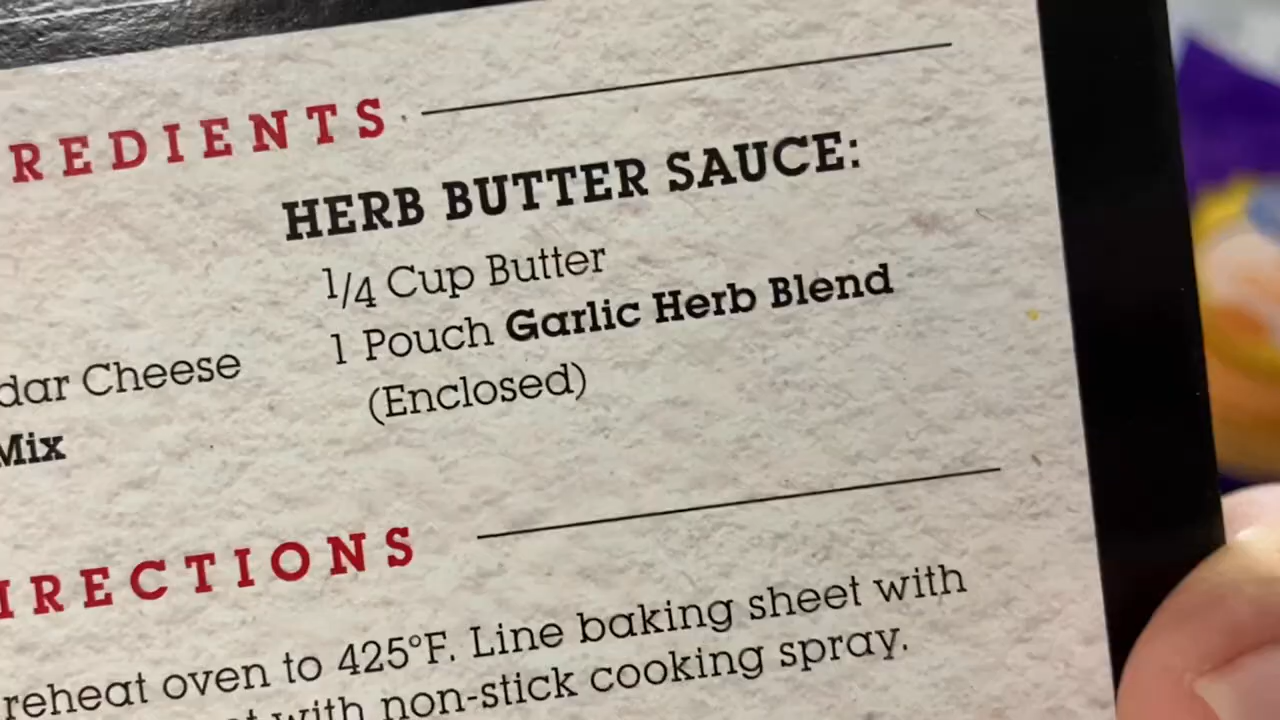 REDIENTS
HERB BUTTER SAUCE:
1/4 Cup Butter
1 Pouch Garlic Herb Blend
(Enclosed)
dar Cheese
Mix
IRECTIONS
reheat oven to 425°F. Line baking sheet with
with non-stick cooking spray.